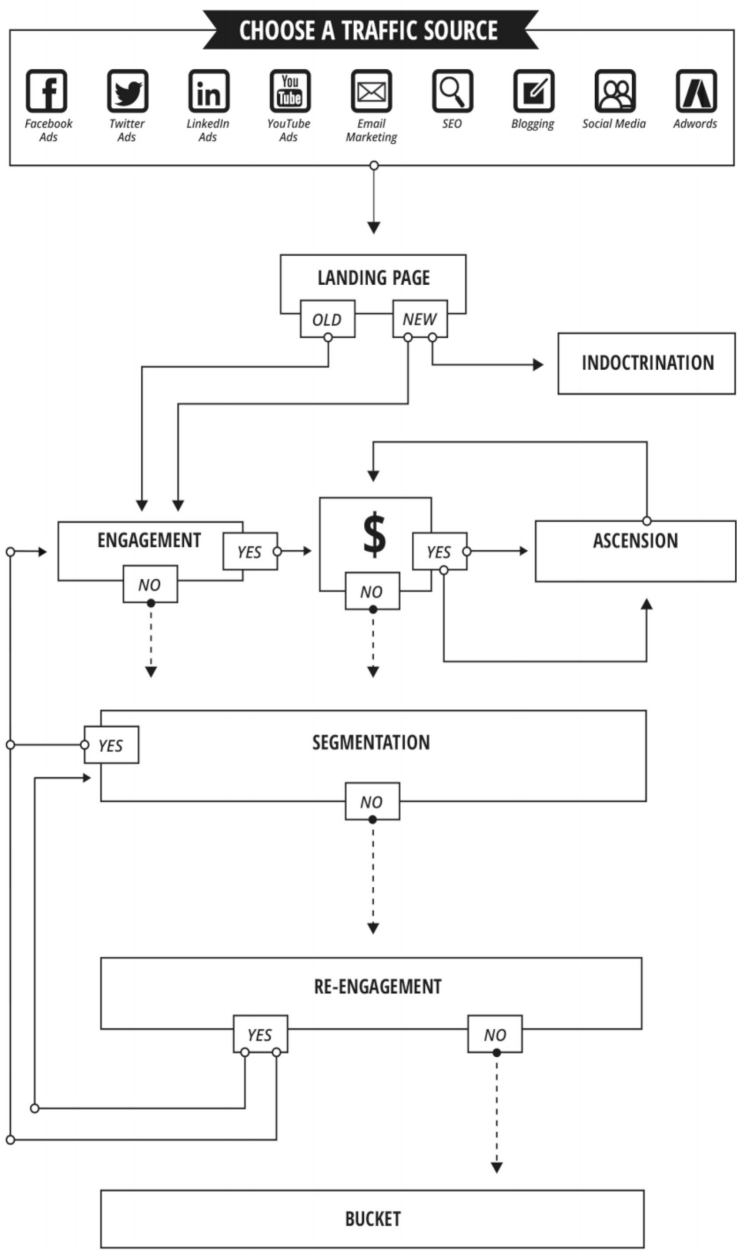 CHOOSE A TRAFFIC SOURCE
f
in
You
Tube
Facebook
Ads
Twitter
Ads
LinkedIn
Ads
YouTube
Ads
Email
Marketing
SEO
Blogging
Social Media
Adwords
LANDING PAGE
OLD
NEW
INDOCTRINATION
ENGAGEMENT
YES
NO
$
YES
NO
ASCENSION
YES
SEGMENTATION
NO
RE-ENGAGEMENT
YES
NO
BUCKET